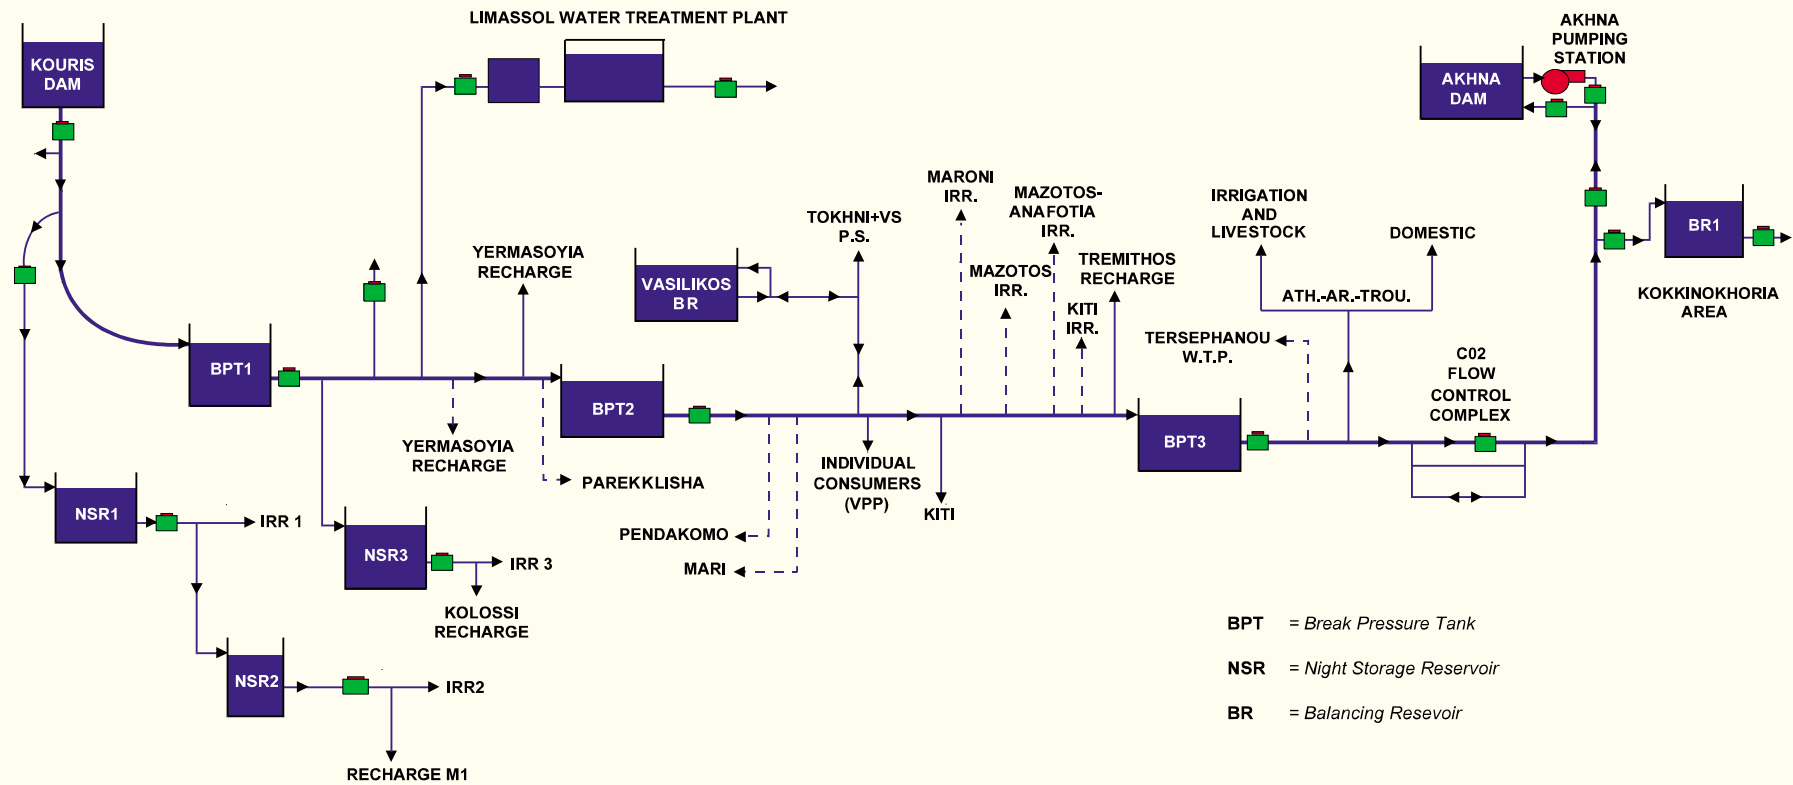 LIMASSOL WATER TREATMENT PLANT
KOURIS
DAM
AKHNA
PUMPING
STATION
AKHNA
DAM
MARONI
IRR.
MAZOTOS-
ANAFOTIA
IRR.
IRRIGATION
AND
LIVESTOCK
DOMESTIC
BR1
TOKHNI+VS
P.S.
YERMASOYIA
RECHARGE
VASILIKOS
BR
MAZOTOS
IRR.
TREMITHOS
RECHARGE
KITI
IRR.
ATH.-AR.-TROU.
KOKKINOKHORIA
AREA
TERSEPHANOU
W.T.P.
C02
FLOW
CONTROL
COMPLEX
BPT1
BPT2
BPT3
YERMASOYIA
RECHARGE
PAREKKLISHA
INDIVIDUAL
CONSUMERS
(VPP)
KITI
NSR1
IRR 1
PENDAKOMO
MARI
NSR3
IRR 3
KOLOSSI
RECHARGE
NSR2
IRR2
RECHARGE M1
BPT = Break Pressure Tank
NSR = Night Storage Reservoir
BR = Balancing Resevoir